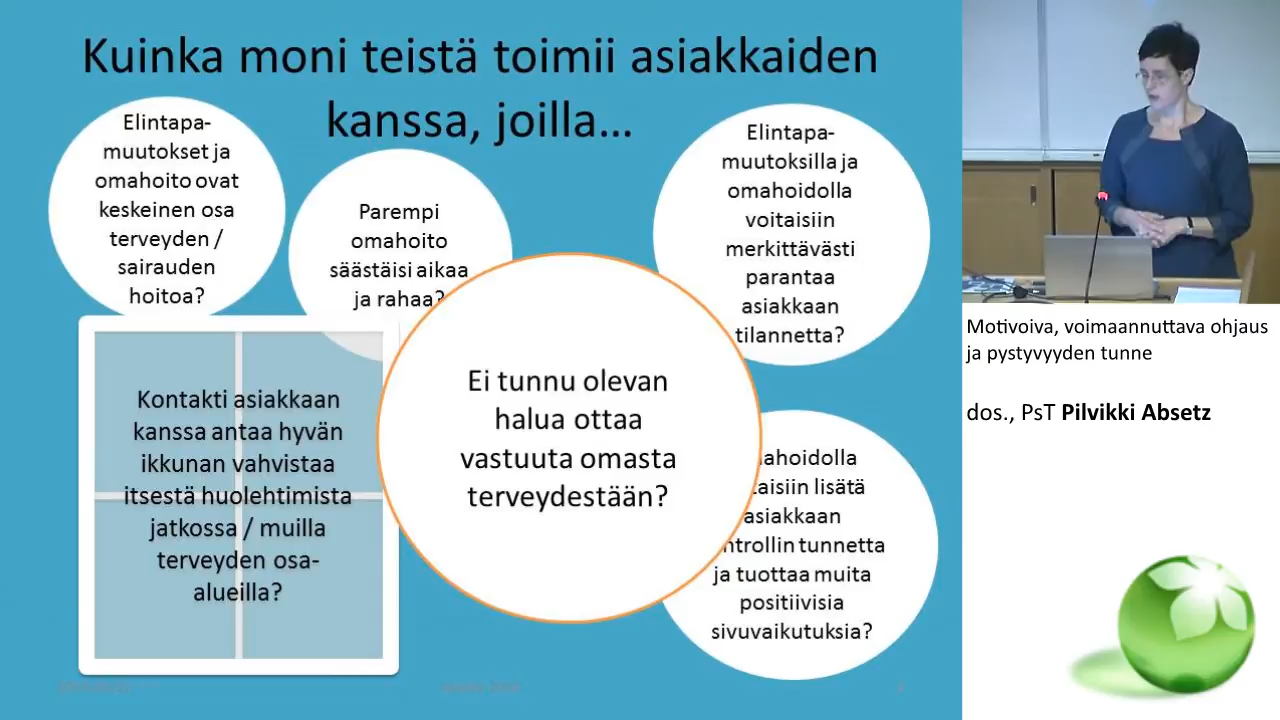 Kuinka moni teistä toimii asiakkaiden
kanssa, joilla...
Elintapa-
muutokset ja
omahoito ovat
keskeinen osa
terveyden /
sairauden
hoitoa?
Parempi
omahoito
säästäisi aikaa
ja rahaa?
Elintapa-
muutoksilla ja
omahoidolla
voitaisiin
merkittävästi
parantaa
asiakkaan
tilannetta?
Kontakti asiakkaan
kanssa antaa hyvän
ikkunan vahvistaa
itsestä huolehtimista
jatkossa / muilla
terveyden osa-
alueilla?
Ei tunnu olevan
halua ottaa
vastuuta omasta
terveydestään?
asiakkaan
tunnetta
ja tuottaa muita
positiivisia
sivuvaikutuksia?
Motivoiva, voimaannuttava ohjaus
ja pystyvyyden tunne
dos., PsT Pilvikki Absetz